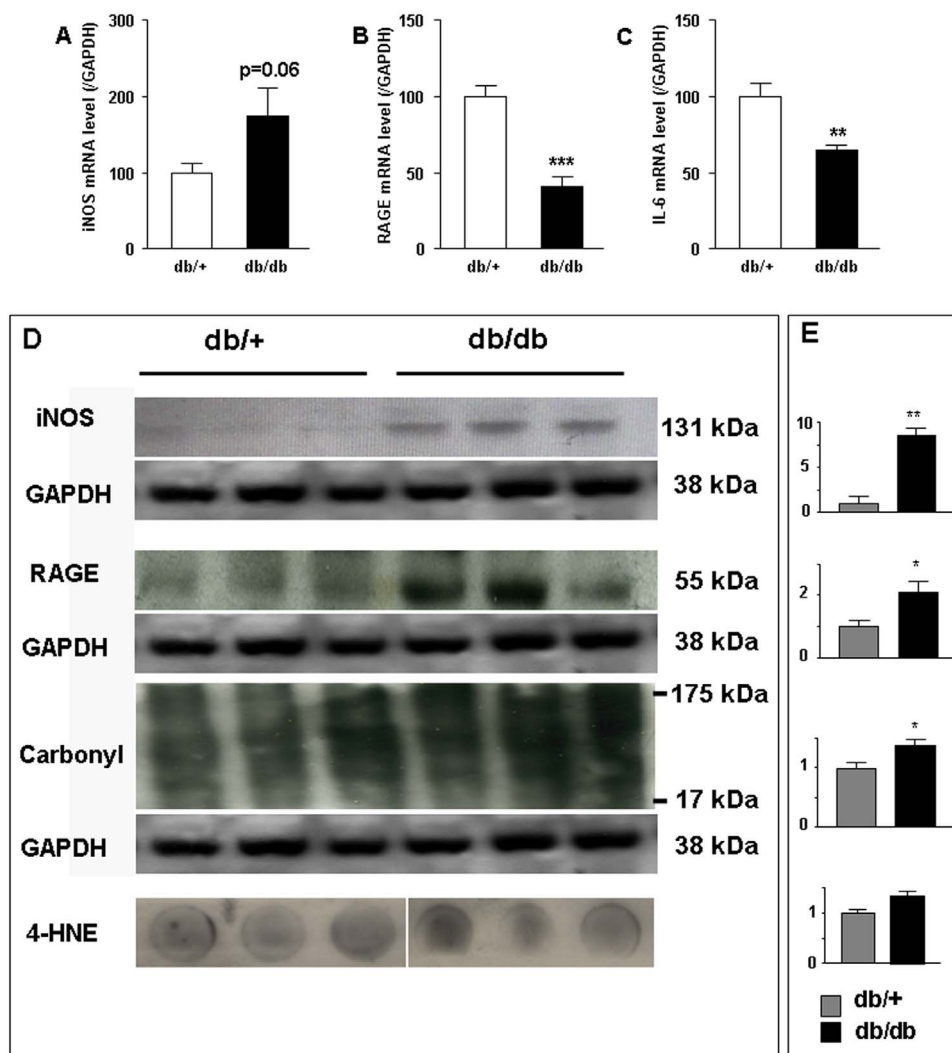 A
iNOS mRNA level (/GAPDH)
300
200
100
0
p=0.06
db/+
db/db
B
RAGE mRNA level (/GAPDH)
150
100
50
0
***
db/+
db/db
C
IL-6 mRNA level (/GAPDH)
150
100
50
0
**
db/+
db/db
D
db/+
db/db
iNOS
131 kDa
GAPDH
38 kDa
RAGE
55 kDa
GAPDH
38 kDa
Carbonyl
175 kDa
17 kDa
GAPDH
38 kDa
4-HNE
E
10
5
0
**
2
1
0
*
1
0
*
1
0
db/+
db/db